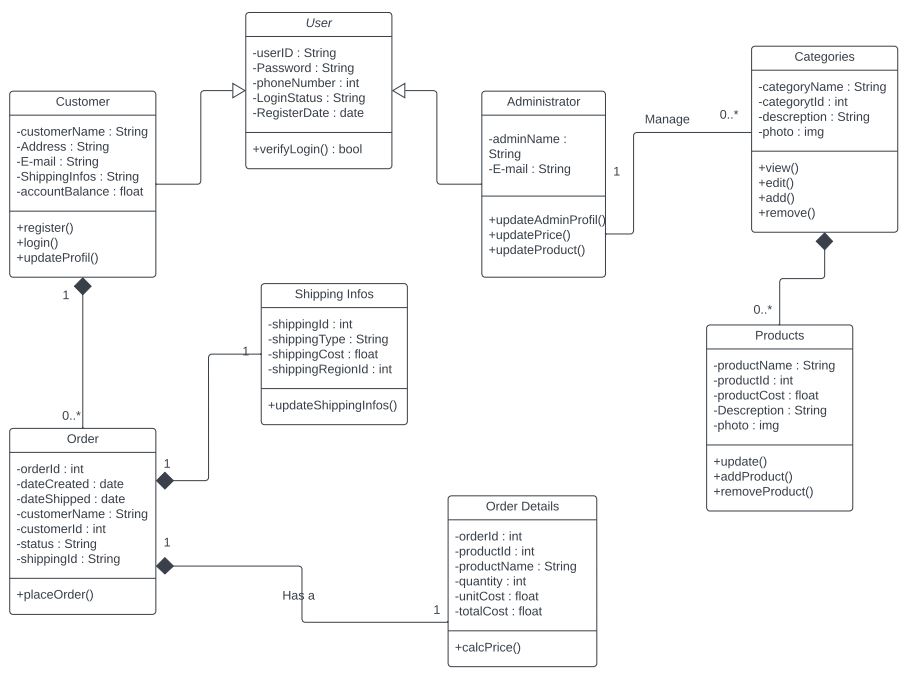 User
-userID : String
-Password : String
-phoneNumber : int
-LoginStatus : String
-RegisterDate : date
+verifyLogin() : bool
Customer
-customerName : String
-Address : String
-E-mail : String
-ShippingInfos : String
-accountBalance : float
+register()
+login()
+updateProfil()
Administrator
-adminName :
String
-E-mail : String
+updateAdminProfil()
+updatePrice()
+updateProduct()
Manage
1
0..*
Categories
-categoryName : String
-categorytId : int
-descreption : String
-photo : img
+view()
+edit()
+add()
+remove()
0..*
Products
-productName : String
-productId : int
-productCost : float
-Descreption : String
-photo : img
+update()
+addProduct()
+removeProduct()
1
0..*
Shipping Infos
-shippingId : int
-shippingType : String
-shippingCost : float
-shippingRegionId : int
+updateShippingInfos()
1
1
Order
-orderId : int
-dateCreated : date
-dateShipped : date
-customerName : String
-customerId : int
-status : String
-shippingId : String
+placeOrder()
1
Has a
1
Order Details
-orderId : int
-productId : int
-productName : String
-quantity : int
-unitCost : float
-totalCost : float
+calcPrice()